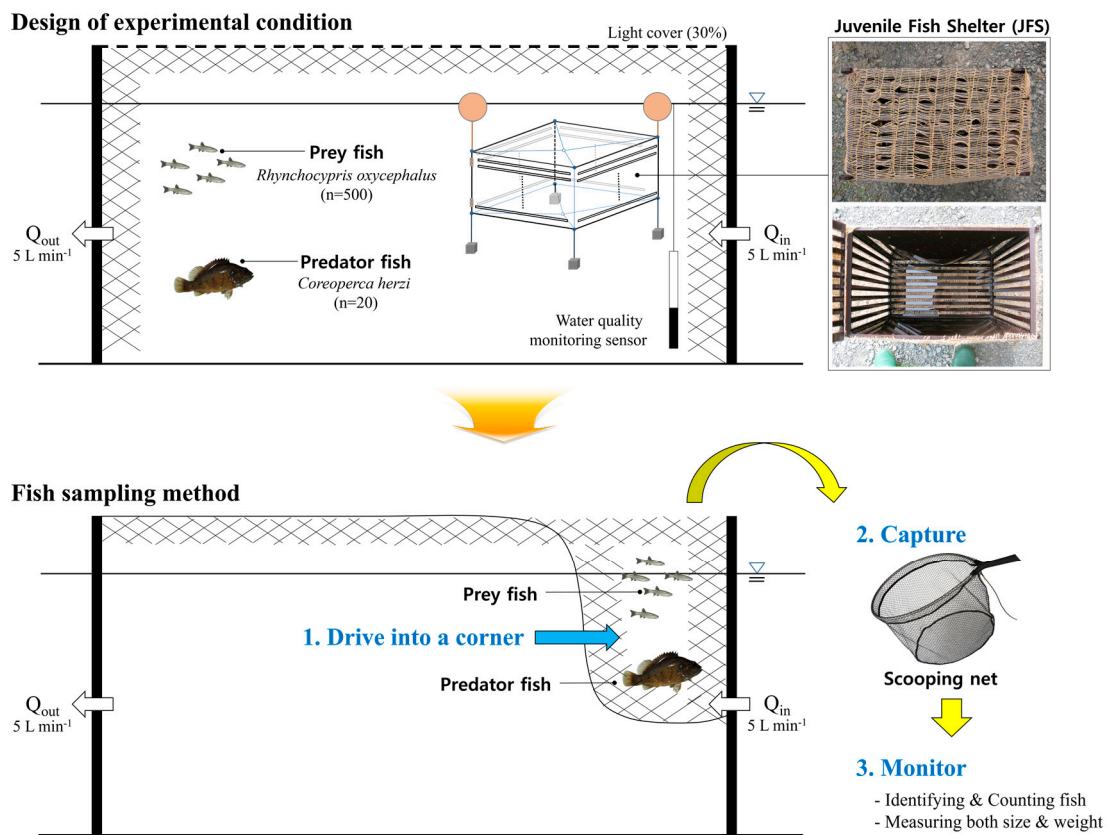 Design of experimental condition
Light cover (30%)
Juvenile Fish Shelter (JFS)
Prey fish
Rhynchocypris oxycephalus
(n=500)
Qout
5 L min-1
Qin
5 L min-1
Predator fish
Coreoperca herzi
(n=20)
Water quality
monitoring sensor
Fish sampling method
2. Capture
Prey fish
1. Drive into a corner
Predator fish
Scooping net
Qout
5 L min-1
Qin
5 L min-1
3. Monitor
- Identifying & Counting fish
- Measuring both size & weight